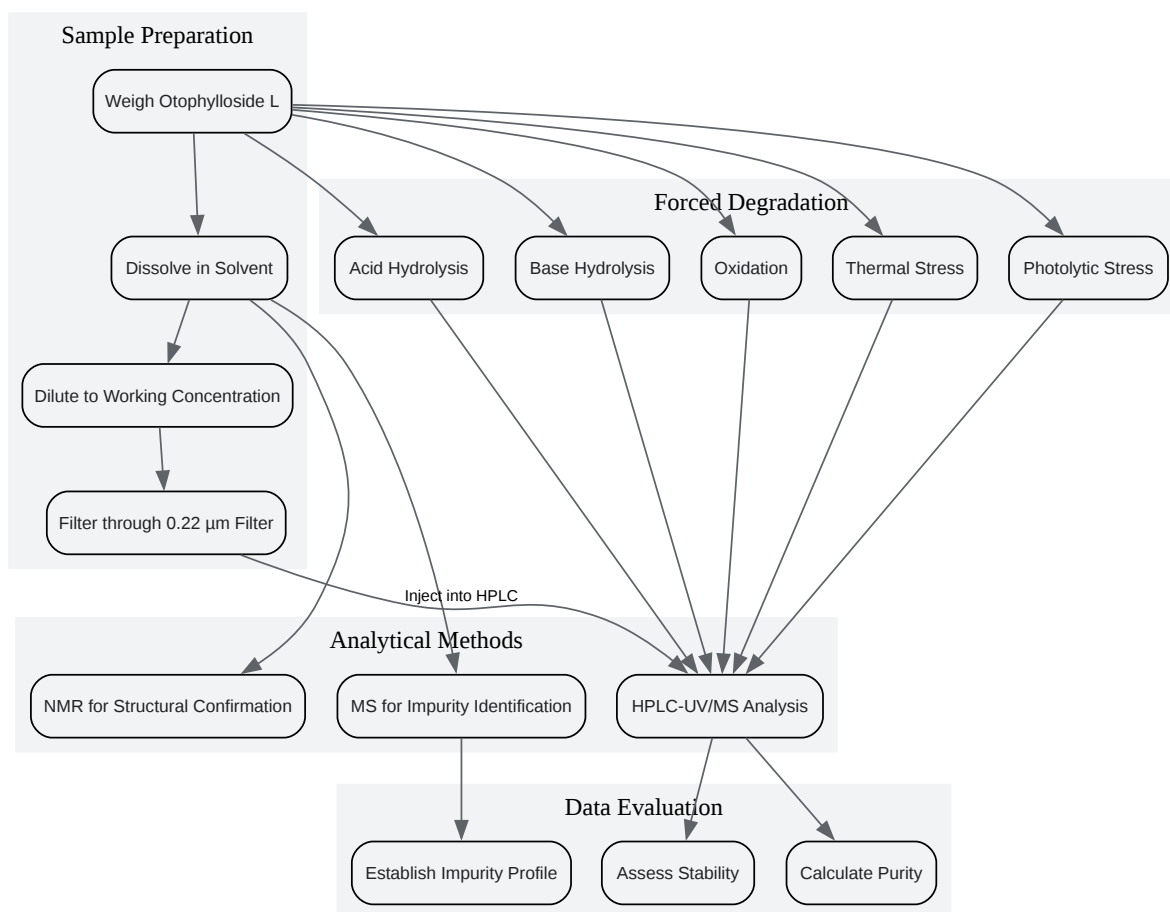 Sample Preparation
Weigh Otophylloside L
Forced Degradation
Dissolve in Solvent
Acid Hydrolysis
Base Hydrolysis
Oxidation
Thermal Stress
Photolytic Stress
Dilute to Working Concentration
Filter through 0.22 µm Filter
Inject into HPLC
Analytical Methods
NMR for Structural Confirmation
MS for Impurity Identification
HPLC-UV/MS Analysis
Data Evaluation
Establish Impurity Profile
Assess Stability
Calculate Purity